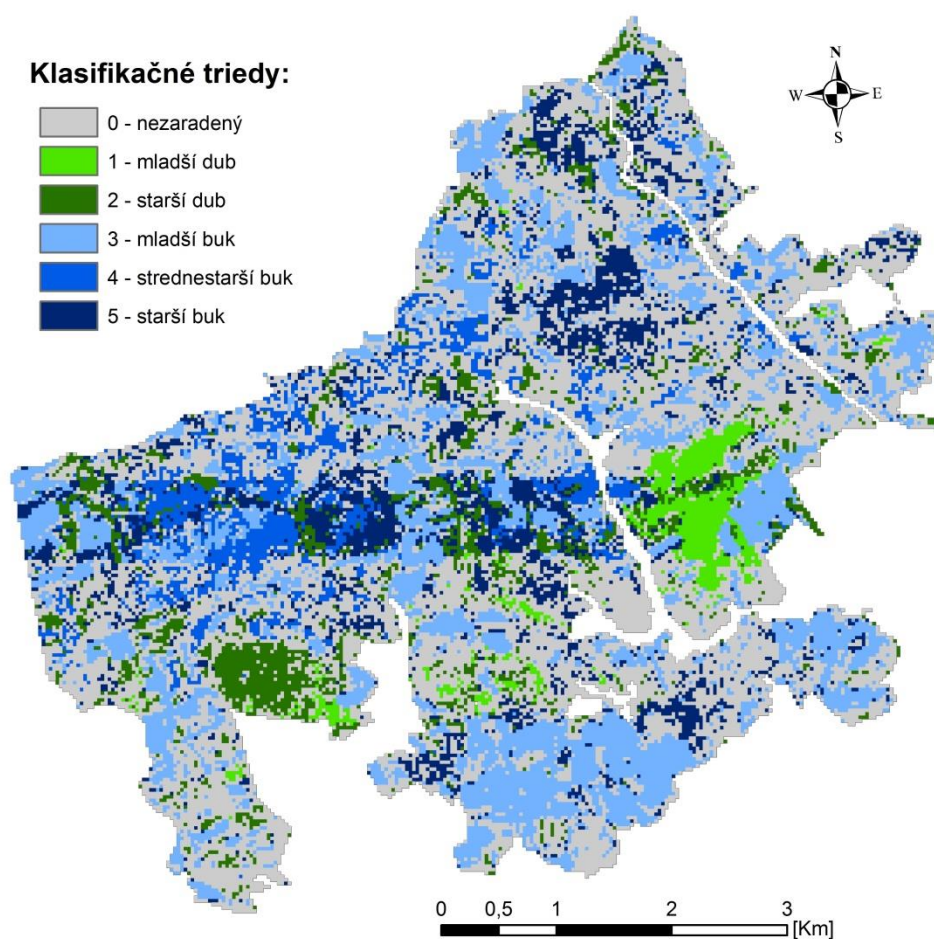 Klasifikačné triedy:
0 - nezaradený
1 - mladší dub
2 - starší dub
3 - mladší buk
4 - strednestarší buk
5 - starší buk
N
W E
S
0 0,5 1 2 3
[Km]